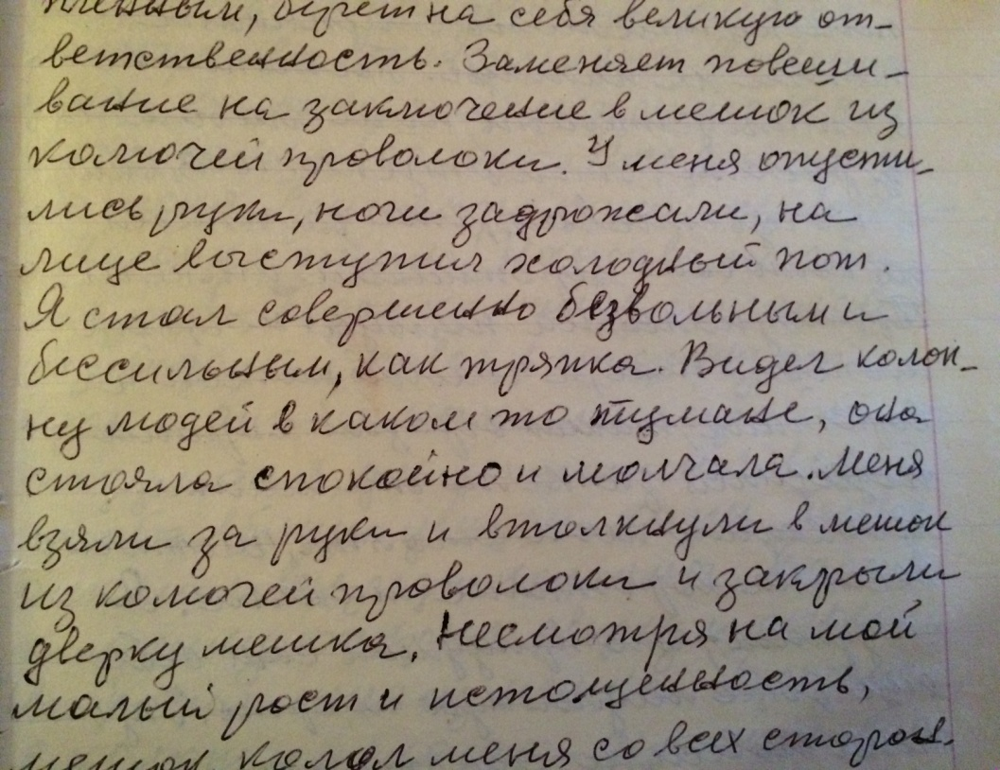 пленным, берёт на себя великую от-
ветственность. Заменяет повеши-
вание на заключение в мешок из
колючей проволоки. У меня опусти-
лись руки, ноги задрожали, на
лице выступил холодный пот.
Я стал совершенно безвольным и
бессильным, как тряпка. Видел колон-
ну людей в каком то тумане, она
стояла спокойно и молчала. Меня
взяли за руки и втолкнули в мешок
из колючей проволоки и закрыли
дверку мешка. Несмотря на мой
малый рост и истощенность,
мешок колол меня со всех сторон.